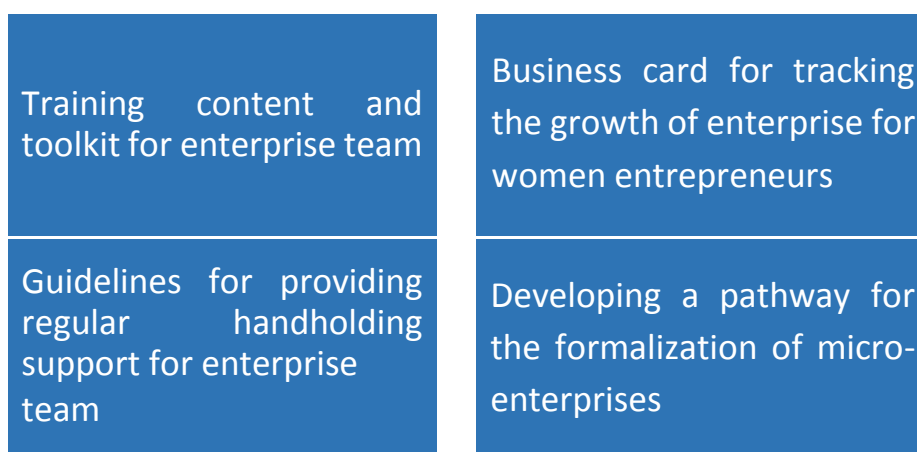 Training content and
toolkit for enterprise team
Business card for tracking
the growth of enterprise for
women entrepreneurs
Guidelines for providing
regular handholding
support for enterprise
team
Developing a pathway for
the formalization of micro-
enterprises